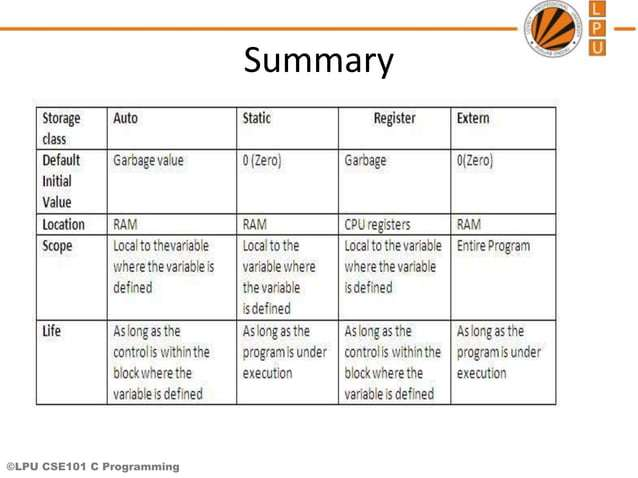 L
P
U
Summary
Storage class Auto Static Register Extern
Default Initial Value Garbage value 0 (Zero) Garbage 0(Zero)
Location RAM RAM CPU registers RAM
Scope Local to thevariable where the variable is defined Local to the variable where the variable is defined Local to the variable where the variable is defined Entire Program
Life As long as the control is within the block where the variable is defined As long as the program is under execution As long as the control is within the block where the variable is defined As long as the program is under execution
©LPU CSE101 C Programming